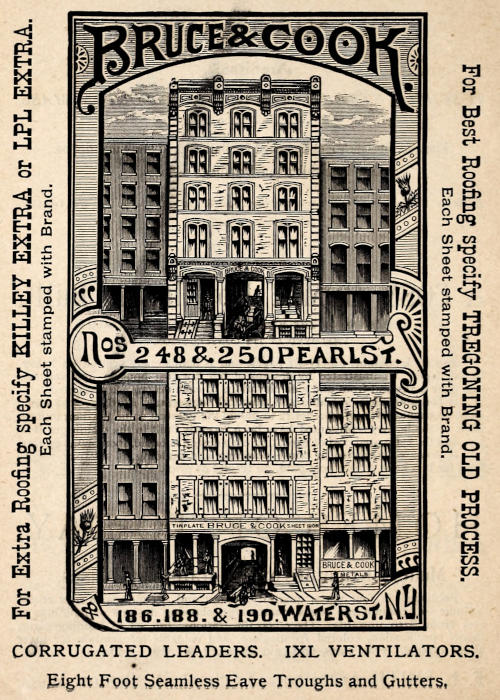 BRUCE & COOK.
BRUCE & COOK
Nos 248 & 250 PEARL ST.
TINPLATE BRUCE & COOK SHEET IRON
BRUCE & COOK
METALS
186.188. & 190. WATER ST. N.Y.
For Extra Roofing specify KILLEY EXTRA or LPL EXTRA.
Each Sheet stamped with Brand.
For Best Roofing specify TREGONING OLD PROCESS.
Each Sheet stamped with Brand.
CORRUGATED LEADERS. IXL VENTILATORS.
Eight Foot Seamless Eave Troughs and Gutters,